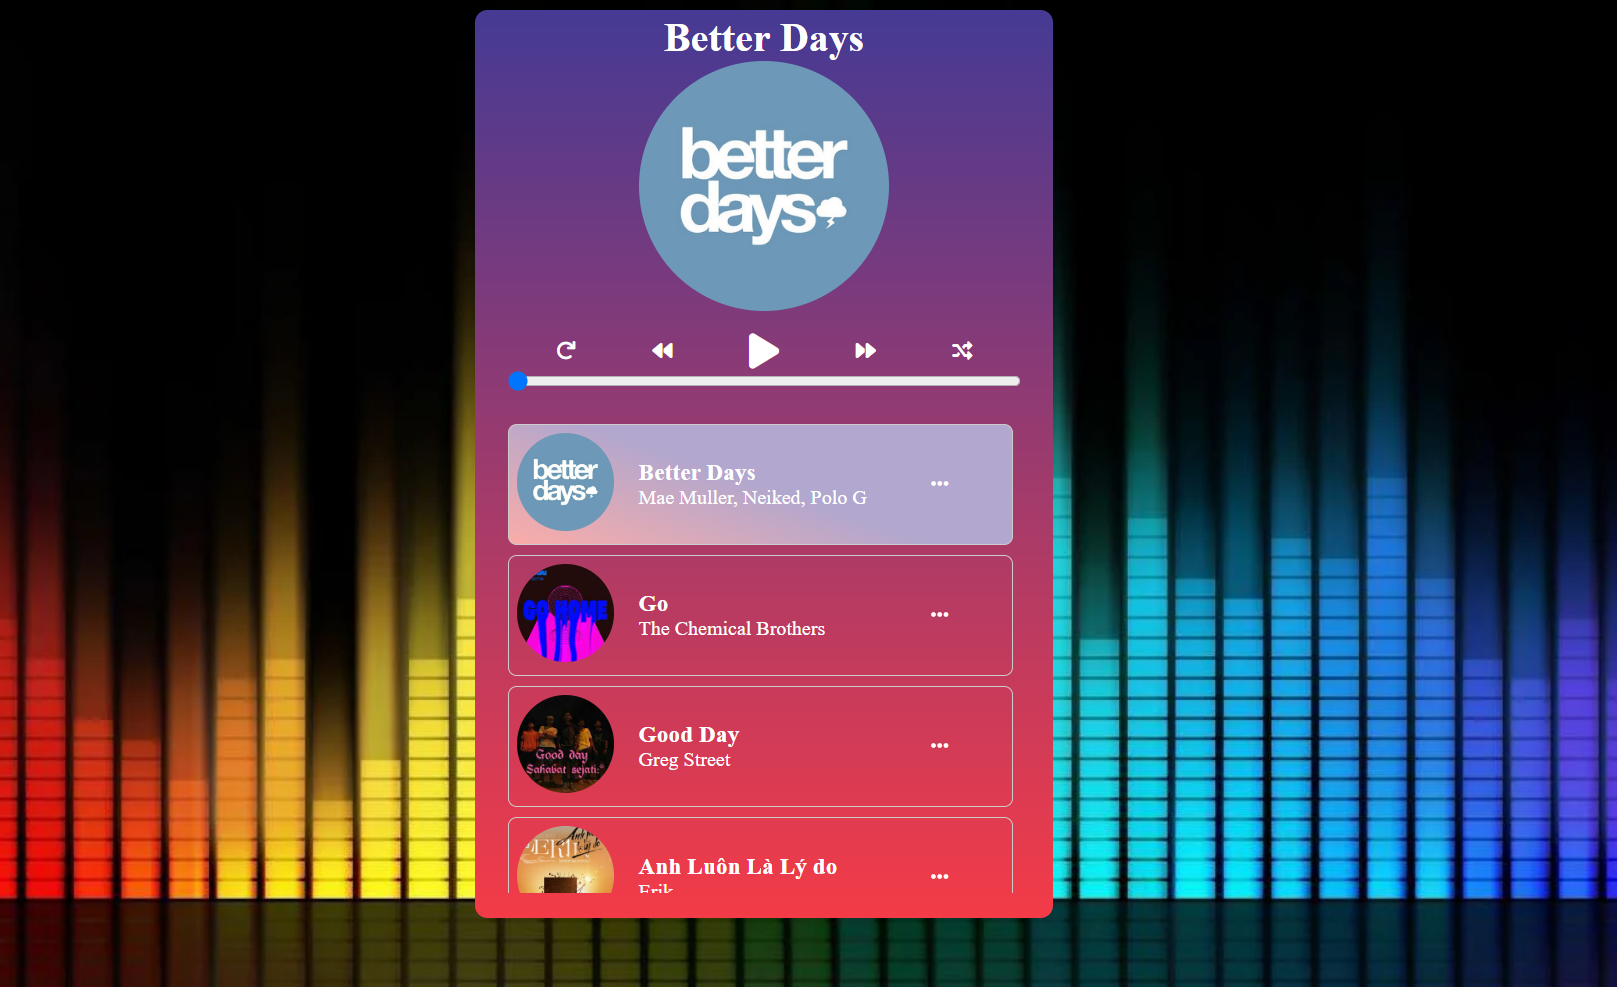 Better Days
better
days
better
days
Better Days
Mae Muller, Neiked, Polo G
GO HOME
Go
The Chemical Brothers
Good day
Sahabat sejati:*
Good Day
Greg Street
Anh Luôn Là Lý do
Erik